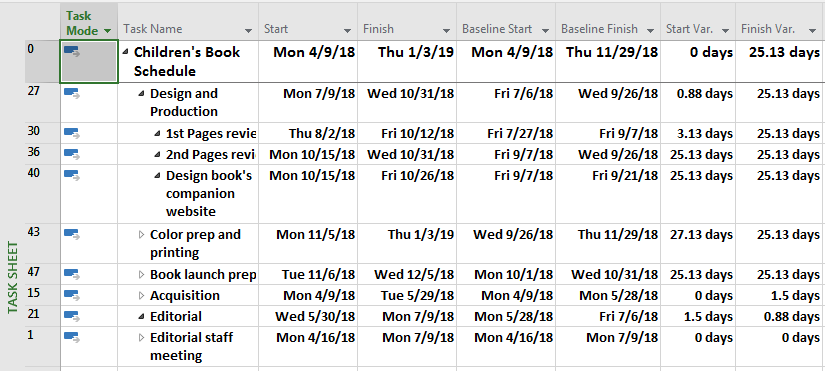 Task Mode Task Name Start Finish Baseline Start Baseline Finish Start Var. Finish Var.
0 Children's Book Schedule Mon 4/9/18 Thu 1/3/19 Mon 4/9/18 Thu 11/29/18 0 days 25.13 days
27 Design and Production Mon 7/9/18 Wed 10/31/18 Fri 7/6/18 Wed 9/26/18 0.88 days 25.13 days
30 1st Pages revie Thu 8/2/18 Fri 10/12/18 Fri 7/27/18 Fri 9/7/18 3.13 days 25.13 days
36 2nd Pages revi Mon 10/15/18 Wed 10/31/18 Fri 9/7/18 Wed 9/26/18 25.13 days 25.13 days
40 Design book's companion website Mon 10/15/18 Fri 10/26/18 Fri 9/7/18 Fri 9/21/18 25.13 days 25.13 days
43 Color prep and printing Mon 11/5/18 Thu 1/3/19 Wed 9/26/18 Thu 11/29/18 27.13 days 25.13 days
47 Book launch prep Tue 11/6/18 Wed 12/5/18 Mon 10/1/18 Wed 10/31/18 25.13 days 25.13 days
15 Acquisition Mon 4/9/18 Tue 5/29/18 Mon 4/9/18 Mon 5/28/18 0 days 1.5 days
21 Editorial Wed 5/30/18 Mon 7/9/18 Mon 5/28/18 Fri 7/6/18 1.5 days 0.88 days
1 Editorial staff meeting Mon 4/16/18 Mon 7/9/18 Mon 4/16/18 Mon 7/9/18 0 days 0 days
TASK SHEET